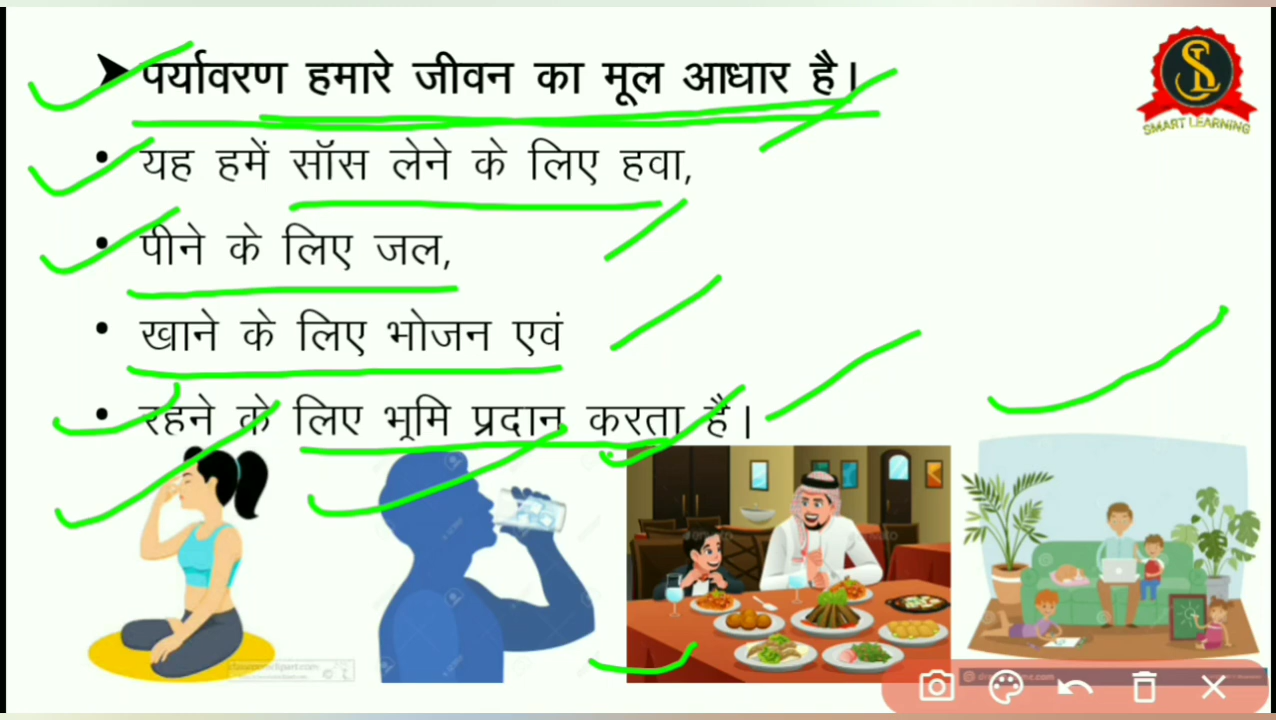 ➤ पर्यावरण हमारे जीवन का मूल आधार है।
• यह हमें सॉस लेने के लिए हवा,
• पीने के लिए जल,
• खाने के लिए भोजन एवं
• रहने के लिए भूमि प्रदान करता है।
SMART LEARNING